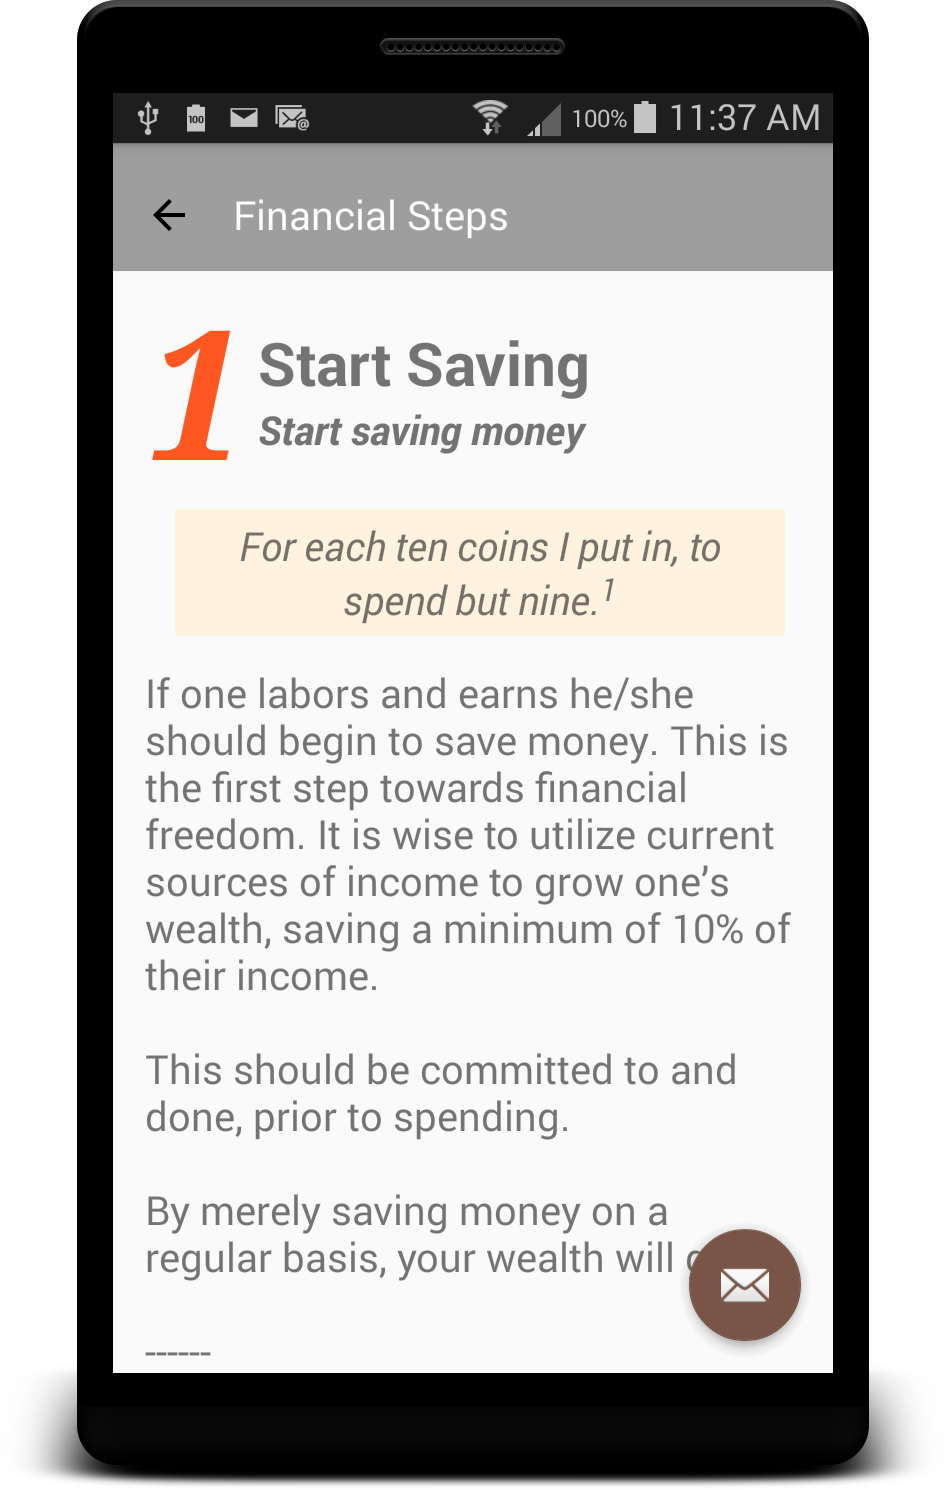 100
100% 11:37 AM
Financial Steps
1
Start Saving
Start saving money
For each ten coins I put in, to
spend but nine.1
If one labors and earns he/she
should begin to save money. This is
the first step towards financial
freedom. It is wise to utilize current
sources of income to grow one’s
wealth, saving a minimum of 10% of
their income.
This should be committed to and
done, prior to spending.
By merely saving money on a
regular basis, your wealth will
------